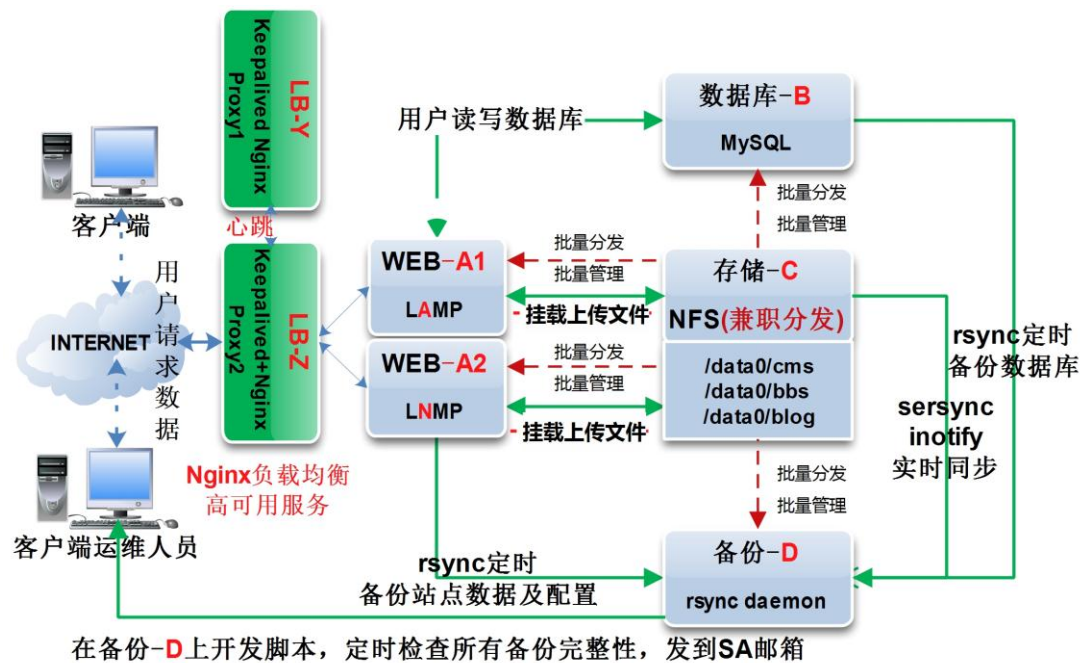 Keepalived Nginx
Proxy1
LB-Y
心跳
Keepalived+Nginx
Proxy2
LB-Z
Nginx负载均衡
高可用服务
客户端
INTERNET
用户请求数据
客户端运维人员
用户读写数据库
数据库-B
MySQL
批量分发
批量管理
WEB-A1
LAMP
批量分发
批量管理
挂载上传文件
WEB-A2
LNMP
批量分发
批量管理
挂载上传文件
存储-C
NFS(兼职分发)
/data0/cms
/data0/bbs
/data0/blog
rsync定时
备份数据库
sersync
inotify
实时同步
批量分发
批量管理
备份-D
rsync daemon
rsync定时
备份站点数据及配置
在备份-D上开发脚本，定时检查所有备份完整性，发到SA邮箱